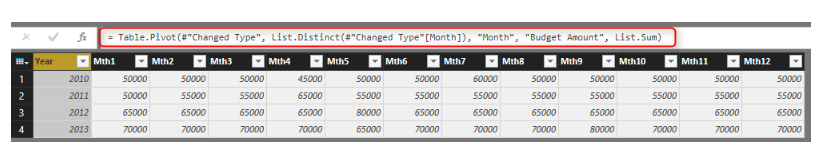 fx = Table.Pivot(#"Changed Type", List.Distinct(#"Changed Type"[Month]), "Month", "Budget Amount", List.Sum)
Year Mth1 Mth2 Mth3 Mth4 Mth5 Mth6 Mth7 Mth8 Mth9 Mth10 Mth11 Mth12
1 2010 50000 50000 50000 45000 50000 50000 60000 50000 50000 50000 50000 50000
2 2011 50000 55000 55000 65000 55000 55000 55000 55000 55000 55000 55000 55000
3 2012 65000 65000 65000 65000 80000 65000 65000 65000 65000 65000 65000 65000
4 2013 70000 70000 70000 70000 65000 70000 70000 70000 80000 70000 70000 70000